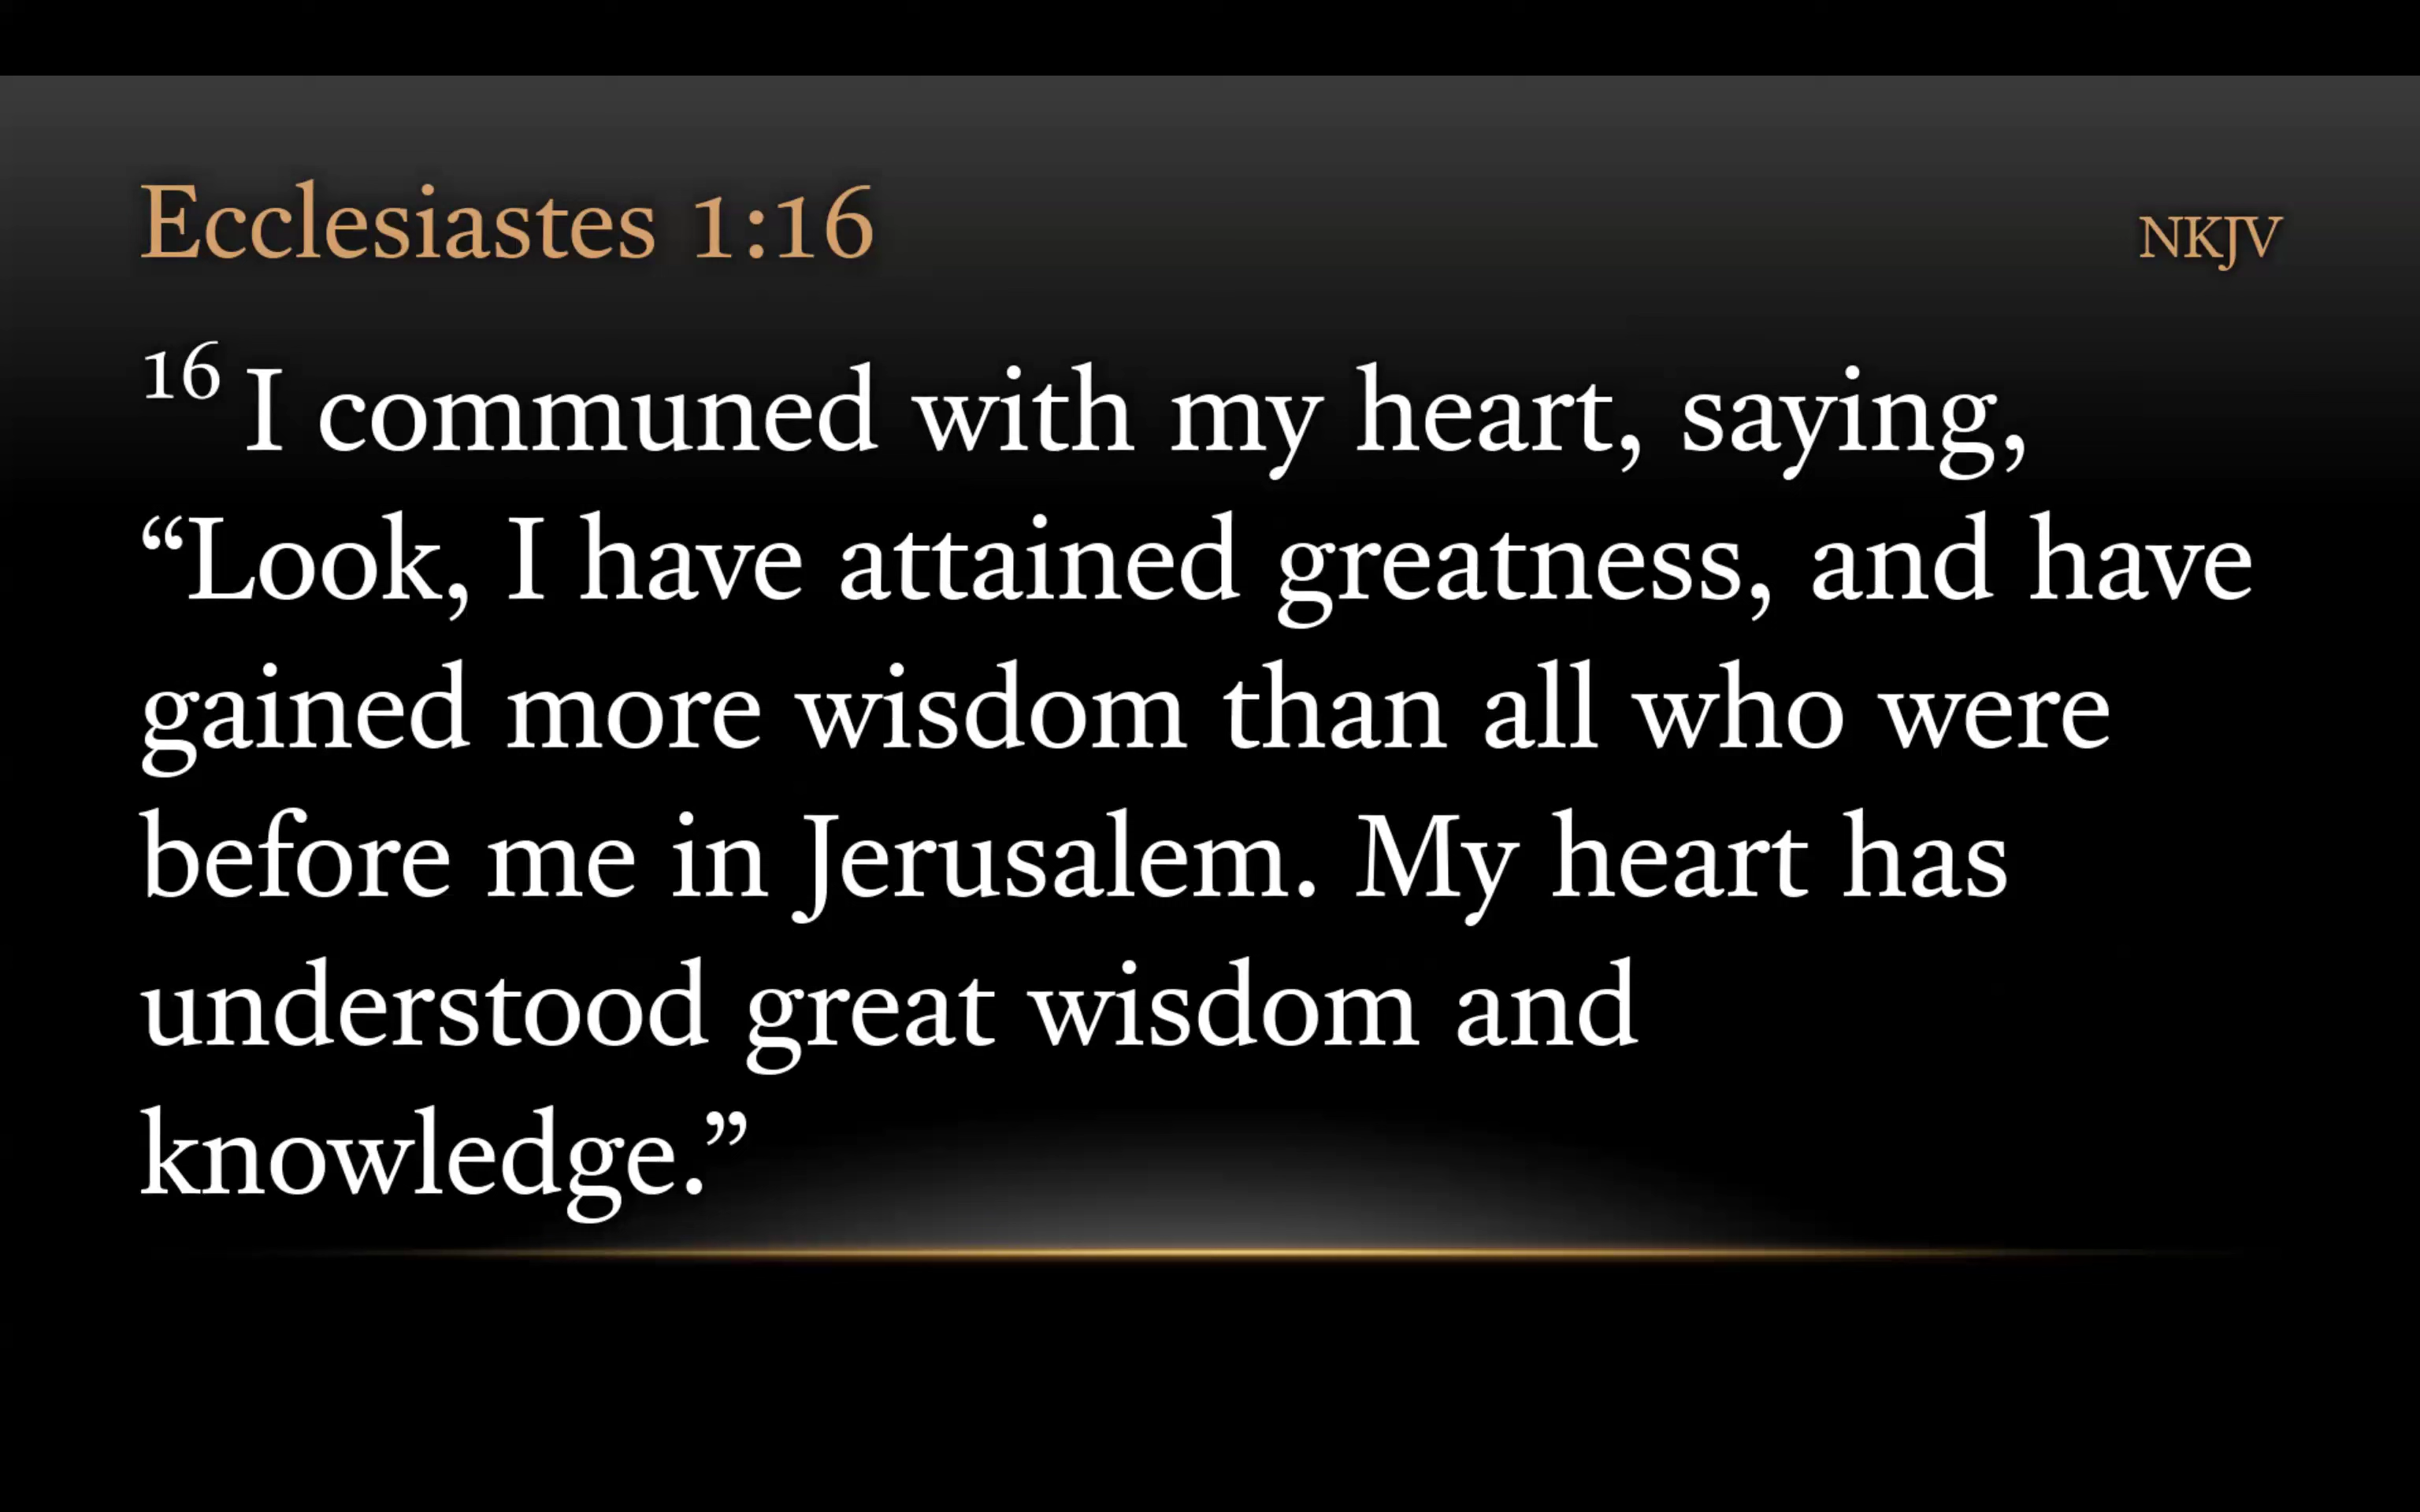 Ecclesiastes 1:16 NKJV
16 I communed with my heart, saying,
“Look, I have attained greatness, and have
gained more wisdom than all who were
before me in Jerusalem. My heart has
understood great wisdom and
knowledge.”